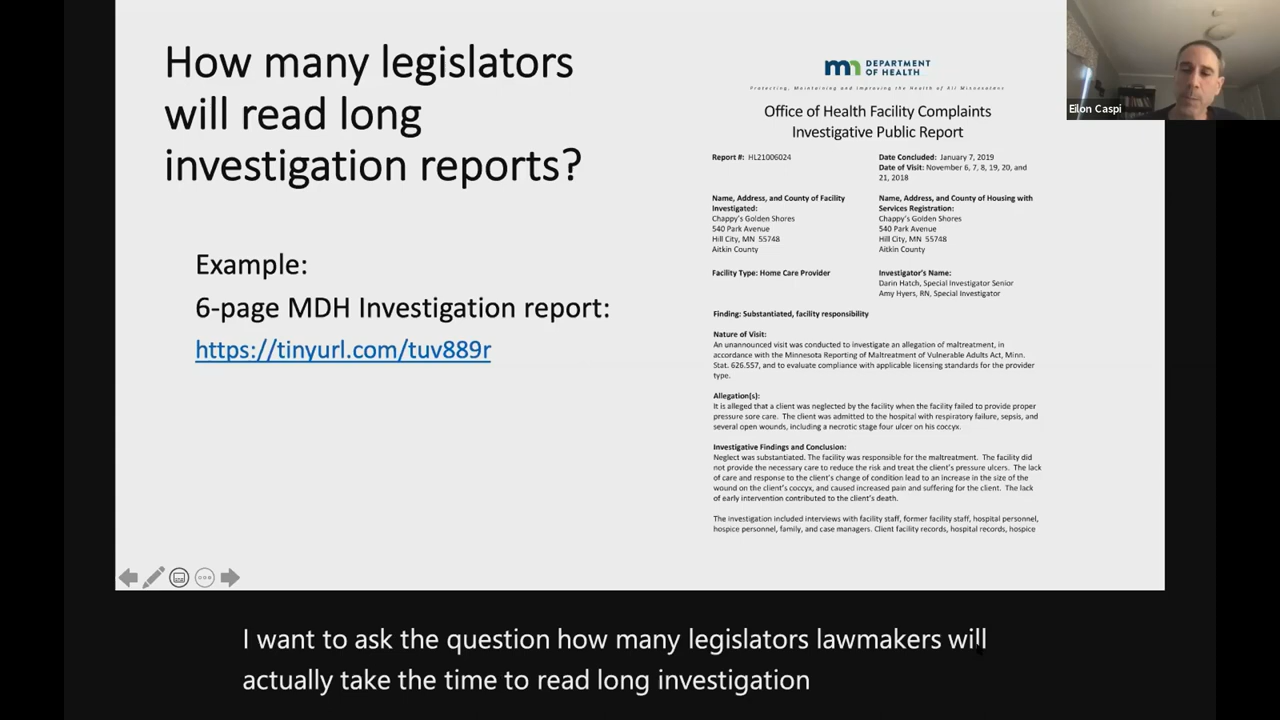 How many legislators
will read long
investigation reports?
Example:
6-page MDH Investigation report:
https://tinyurl.com/tuv889r
mn DEPARTMENT
OF HEALTH
Protecting, Maintaining and Improving the Health of All Minnesotans
Office of Health Facility Complaints
Investigative Public Report
Report #: HL21006024
Date Concluded: January 7, 2019
Date of Visit: November 6, 7, 8, 19, 20, and
21, 2018
Name, Address, and County of Facility
Investigated:
Chappy's Golden Shores
540 Park Avenue
Hill City, MN 55748
Aitkin County
Name, Address, and County of Housing with
Services Registration:
Chappy's Golden Shores
540 Park Avenue
Hill City, MN 55748
Aitkin County
Facility Type: Home Care Provider
Investigator's Name:
Darin Hatch, Special Investigator Senior
Amy Hyers, RN, Special Investigator
Finding: Substantiated, facility responsibility
Nature of Visit:
An unannounced visit was conducted to investigate an allegation of maltreatment, in
accordance with the Minnesota Reporting of Maltreatment of Vulnerable Adults Act, Minn.
Stat. 626.557, and to evaluate compliance with applicable licensing standards for the provider
type.
Allegation(s):
It is alleged that a client was neglected by the facility when the facility failed to provide proper
pressure sore care. The client was admitted to the hospital with respiratory failure, sepsis, and
several open wounds, including a necrotic stage four ulcer on his coccyx.
Investigative Findings and Conclusion:
Neglect was substantiated. The facility was responsible for the maltreatment. The facility did
not provide the necessary care to reduce the risk and treat the client's pressure ulcers. The lack
of care and response to the client's change of condition lead to an increase in the size of the
wound on the client's coccyx, and caused increased pain and suffering for the client. The lack
of early intervention contributed to the client's death.
The investigation included interviews with facility staff, former facility staff, hospital personnel,
hospice personnel, family, and case managers. Client facility records, hospital records, hospice
Eilon Caspi
I want to ask the question how many legislators lawmakers will
actually take the time to read long investigation